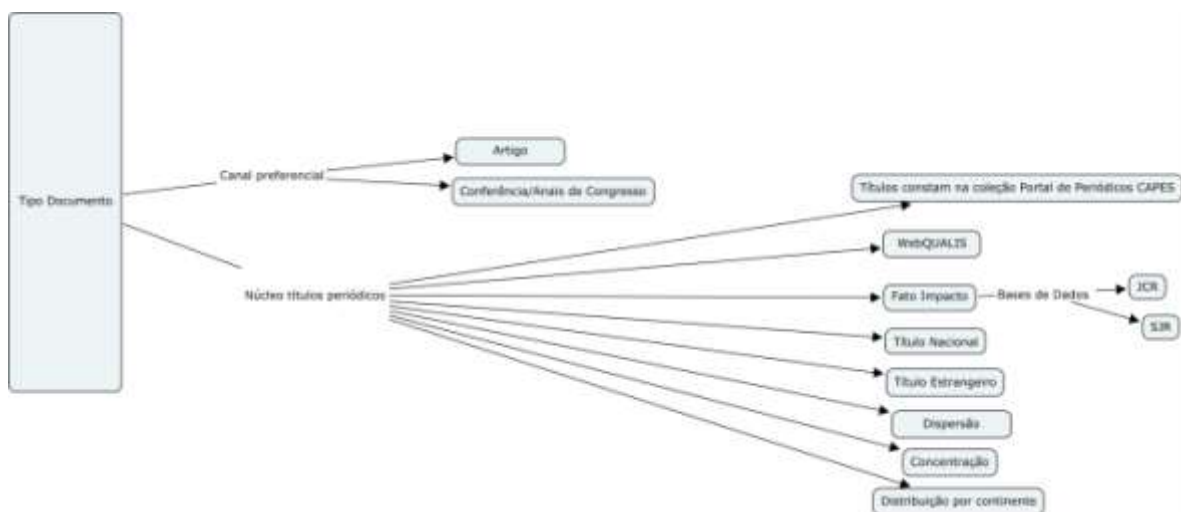 Tipo Documento
Canal preferencial
Artigo
Conferência/Anais de Congresso
Núcleo títulos periódicos
Títulos constam na coleção Portal de Periódicos CAPES
WebQUALIS
Fato Impacto
Bases de Dados
JCR
SJR
Título Nacional
Título Estrangeiro
Dispersão
Concentração
Distribuição por continente